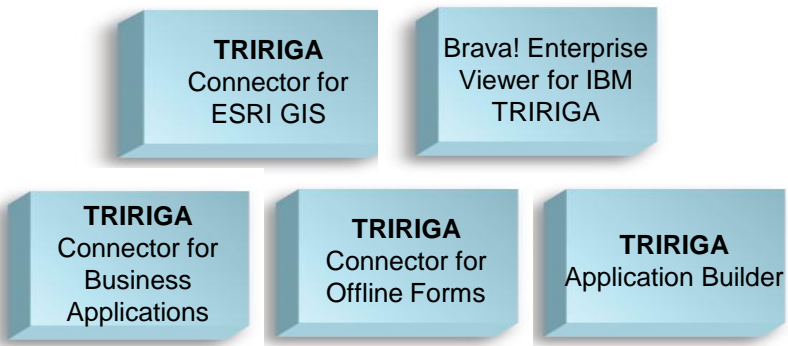 TRIRIGA
Connector for
ESRI GIS
Brava! Enterprise
Viewer for IBM
TRIRIGA
TRIRIGA
Connector for
Business
Applications
TRIRIGA
Connector for
Offline Forms
TRIRIGA
Application Builder